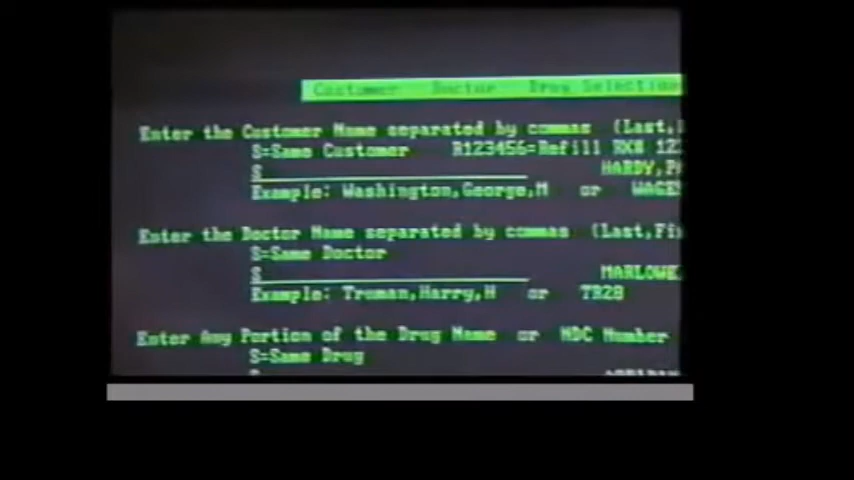 Customer Doctor Drug Selection
Enter the Customer Name separated by commas (Last,
S=Same Customer R123456=Refill RX# 12
S HARDY,P
Example: Washington,George,M or WAGE
Enter the Doctor Name separated by commas (Last,Fi
S=Same Doctor
S MARLOWE,
Example: Truman,Harry,H or TR28
Enter Any Portion of the Drug Name or NDC Number
S=Same Drug